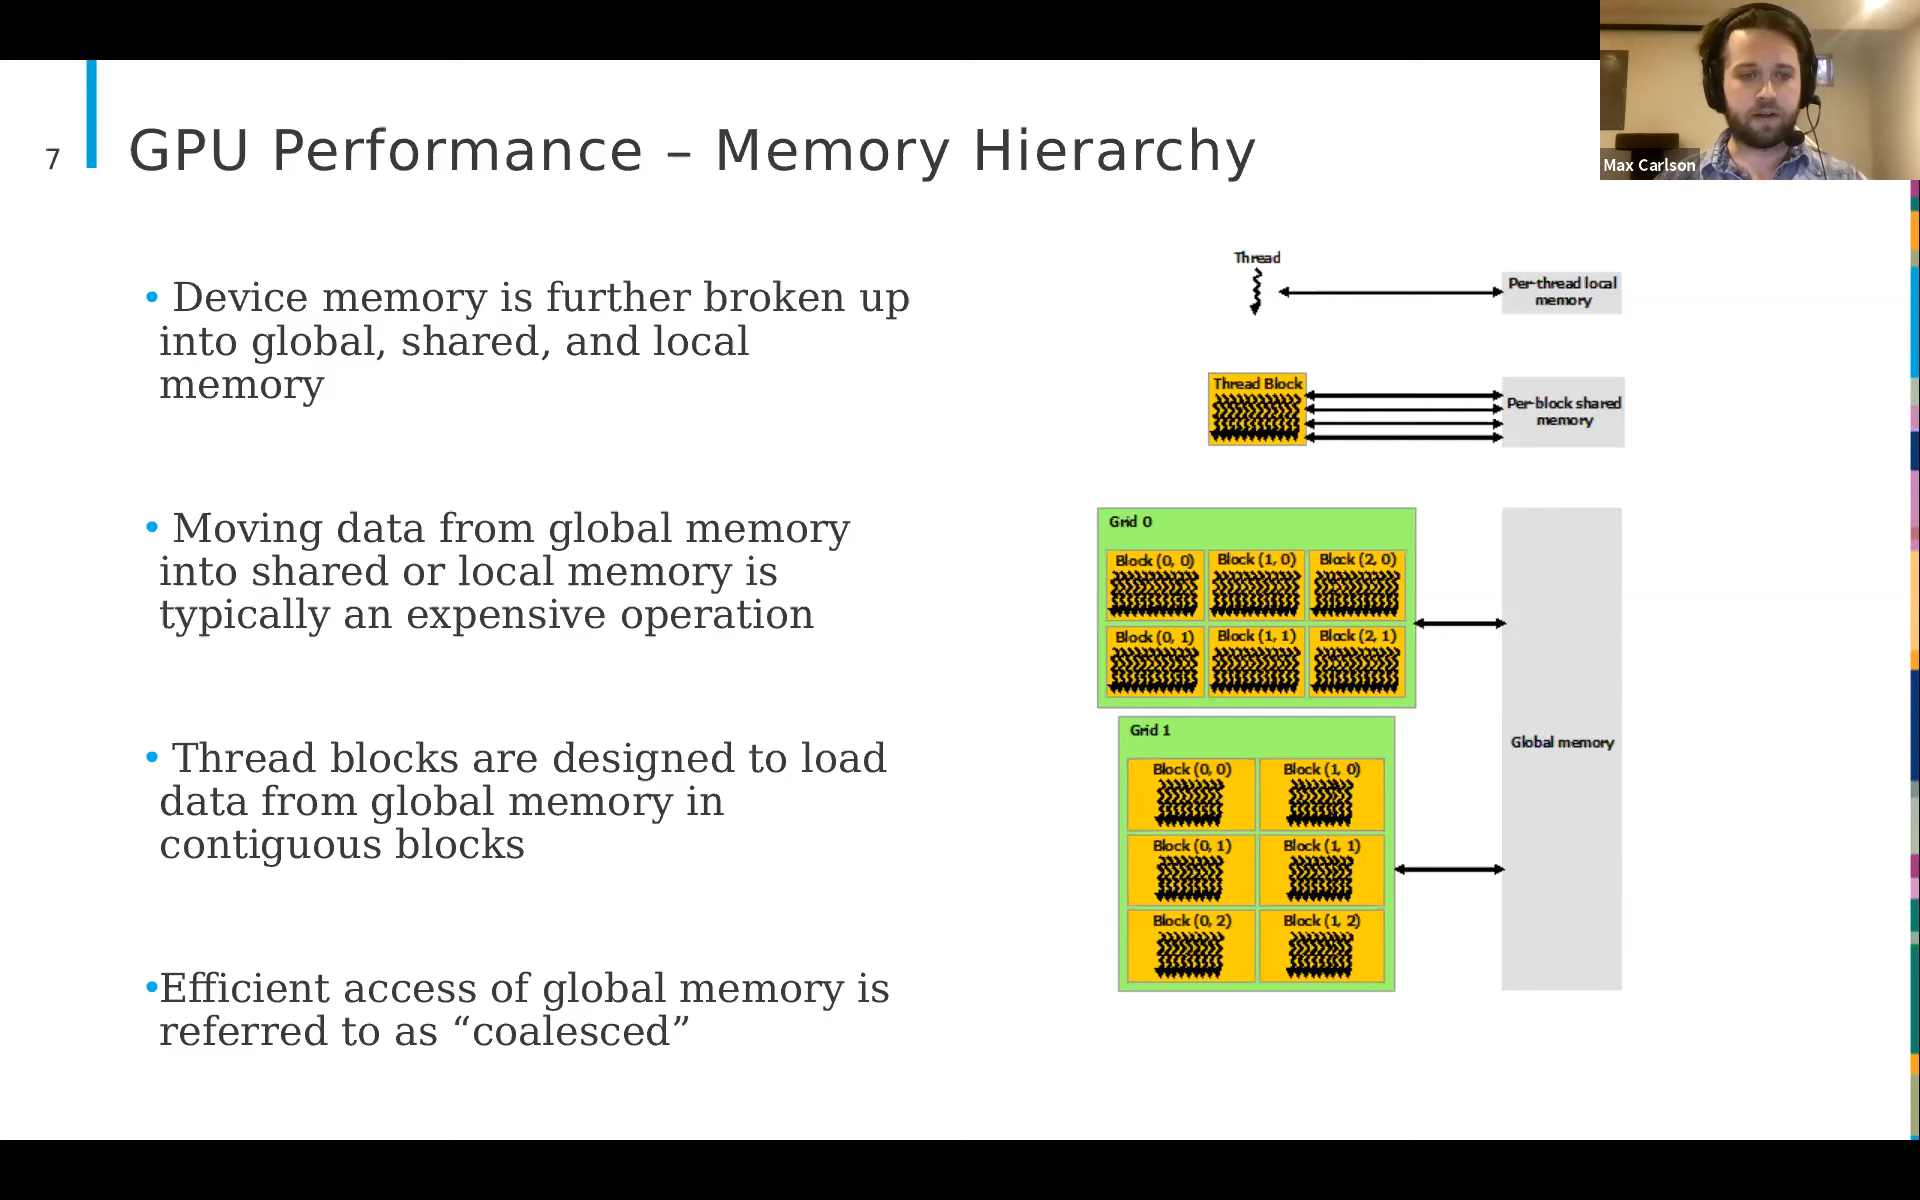 Max Carlson
7
GPU Performance – Memory Hierarchy
• Device memory is further broken up
into global, shared, and local
memory
• Moving data from global memory
into shared or local memory is
typically an expensive operation
• Thread blocks are designed to load
data from global memory in
contiguous blocks
•Efficient access of global memory is
referred to as “coalesced”
Thread
Per-thread local
memory
Thread Block
Per-block shared
memory
Grid 0
Block (0, 0) Block (1, 0) Block (2, 0)
Block (0, 1) Block (1, 1) Block (2, 1)
Grid 1
Block (0, 0) Block (1, 0)
Block (0, 1) Block (1, 1)
Block (0, 2) Block (1, 2)
Global memory